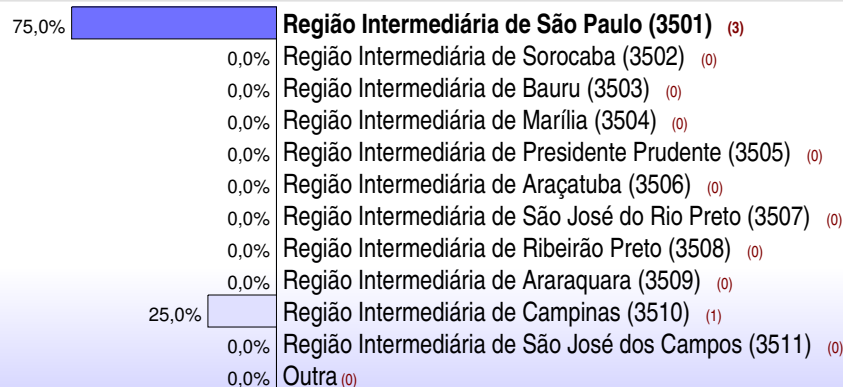 75,0% Região Intermediária de São Paulo (3501) (3)
0,0% Região Intermediária de Sorocaba (3502) (0)
0,0% Região Intermediária de Bauru (3503) (0)
0,0% Região Intermediária de Marília (3504) (0)
0,0% Região Intermediária de Presidente Prudente (3505) (0)
0,0% Região Intermediária de Araçatuba (3506) (0)
0,0% Região Intermediária de São José do Rio Preto (3507) (0)
0,0% Região Intermediária de Ribeirão Preto (3508) (0)
0,0% Região Intermediária de Araraquara (3509) (0)
25,0% Região Intermediária de Campinas (3510) (1)
0,0% Região Intermediária de São José dos Campos (3511) (0)
0,0% Outra (0)